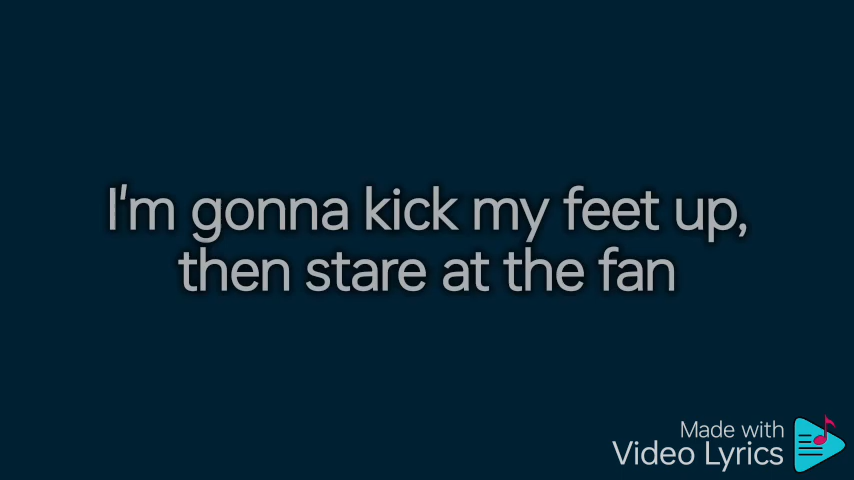 I'm gonna kick my feet up,
then stare at the fan
Made with
Video Lyrics